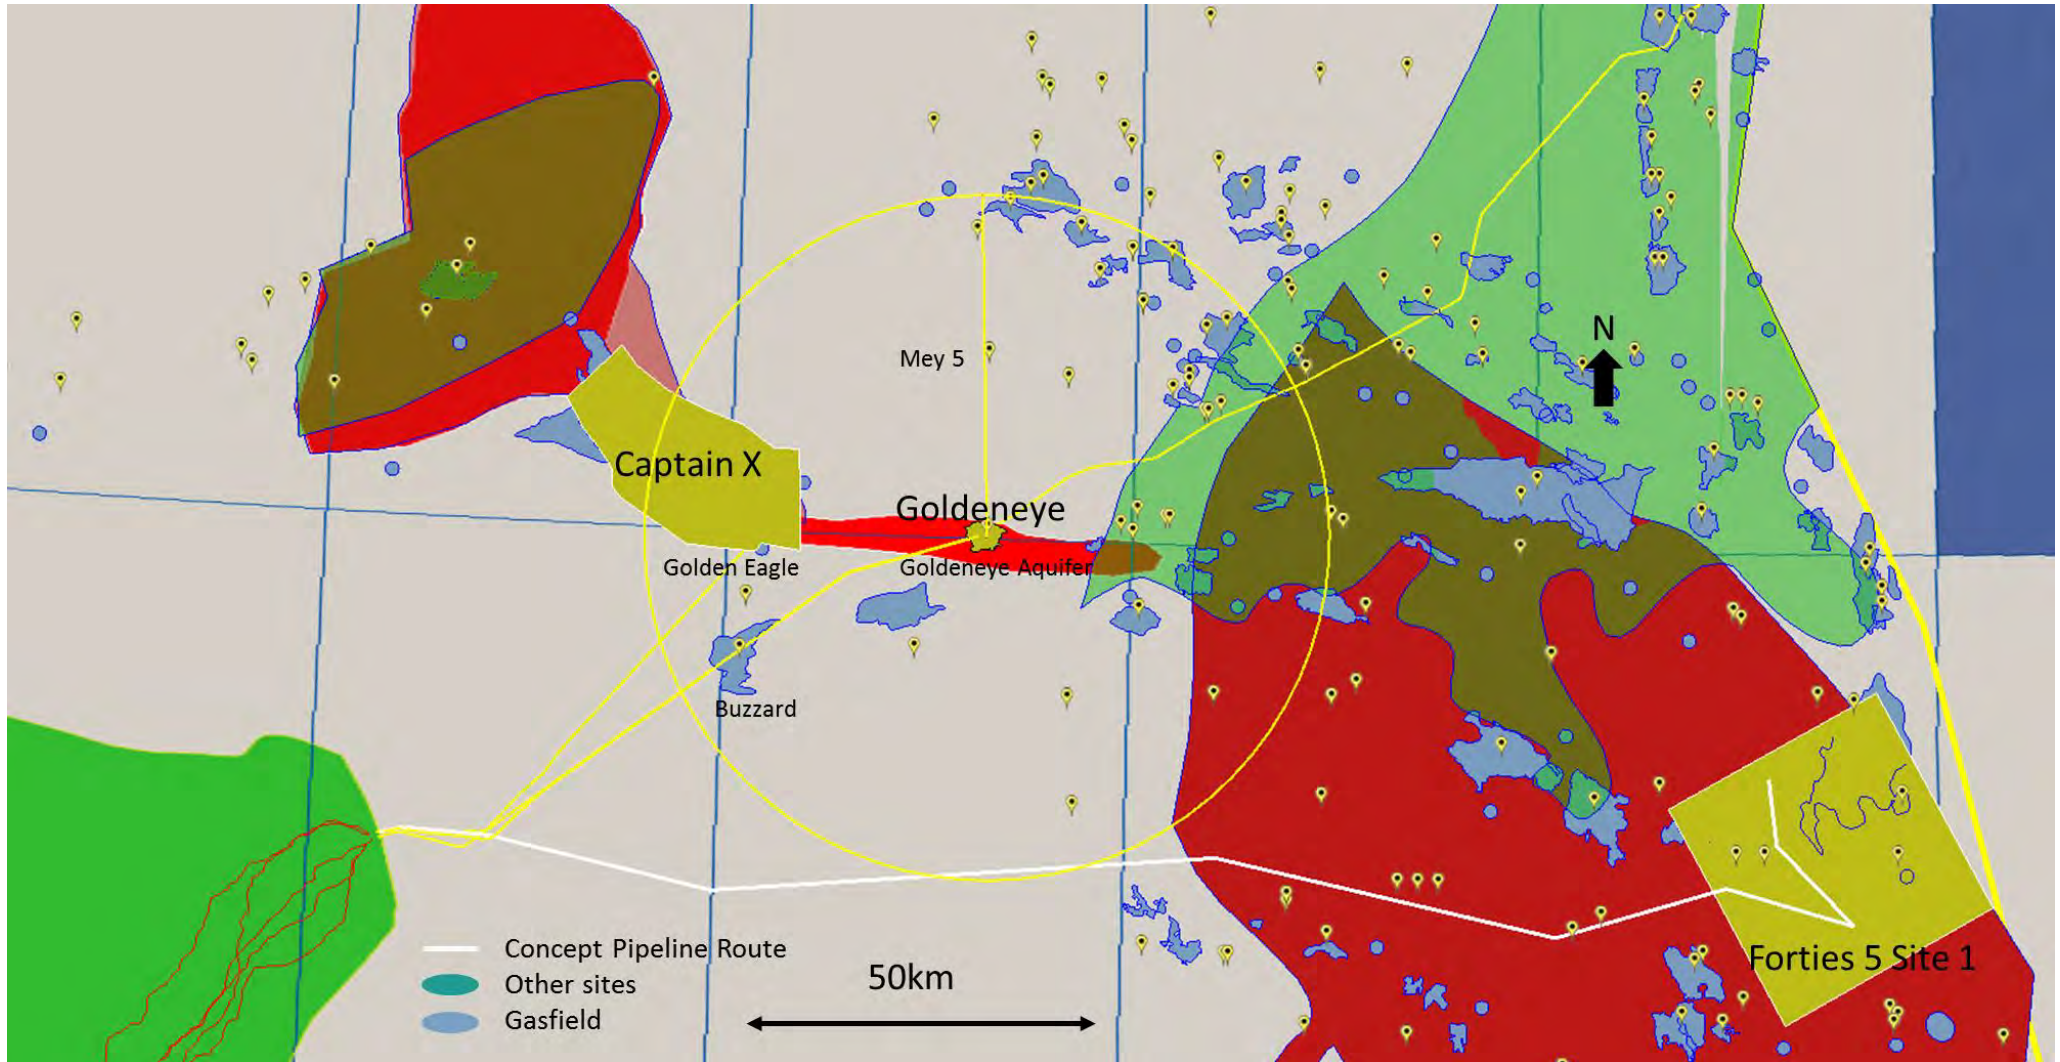 N
Mey 5
Captain X
Goldeneye
Golden Eagle
Goldeneye Aquifer
Buzzard
Concept Pipeline Route
Other sites
Gasfield
50km
Forties 5 Site 1